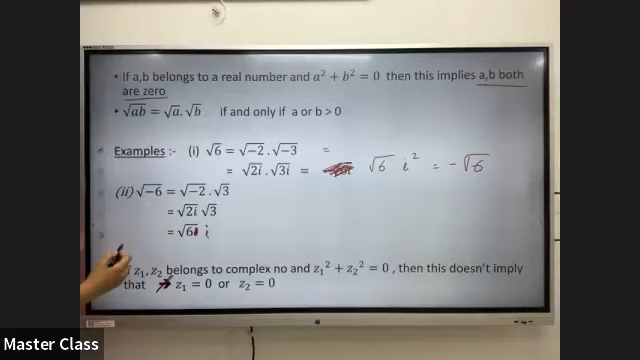 • If a,b belongs to a real number and a² + b² = 0 then this implies a,b both
are zero
• √ab = √a . √b if and only if a or b > 0
Examples :- (i) √6 = √-2 . √-3 =
= √2i . √3i = √6 i² = -√6
(ii) √-6 = √-2 . √3
= √2i √3
= √6 i
z₁, z₂ belongs to complex no and z₁² + z₂² = 0 , then this doesn't imply
that z₁ = 0 or z₂ = 0
Master Class